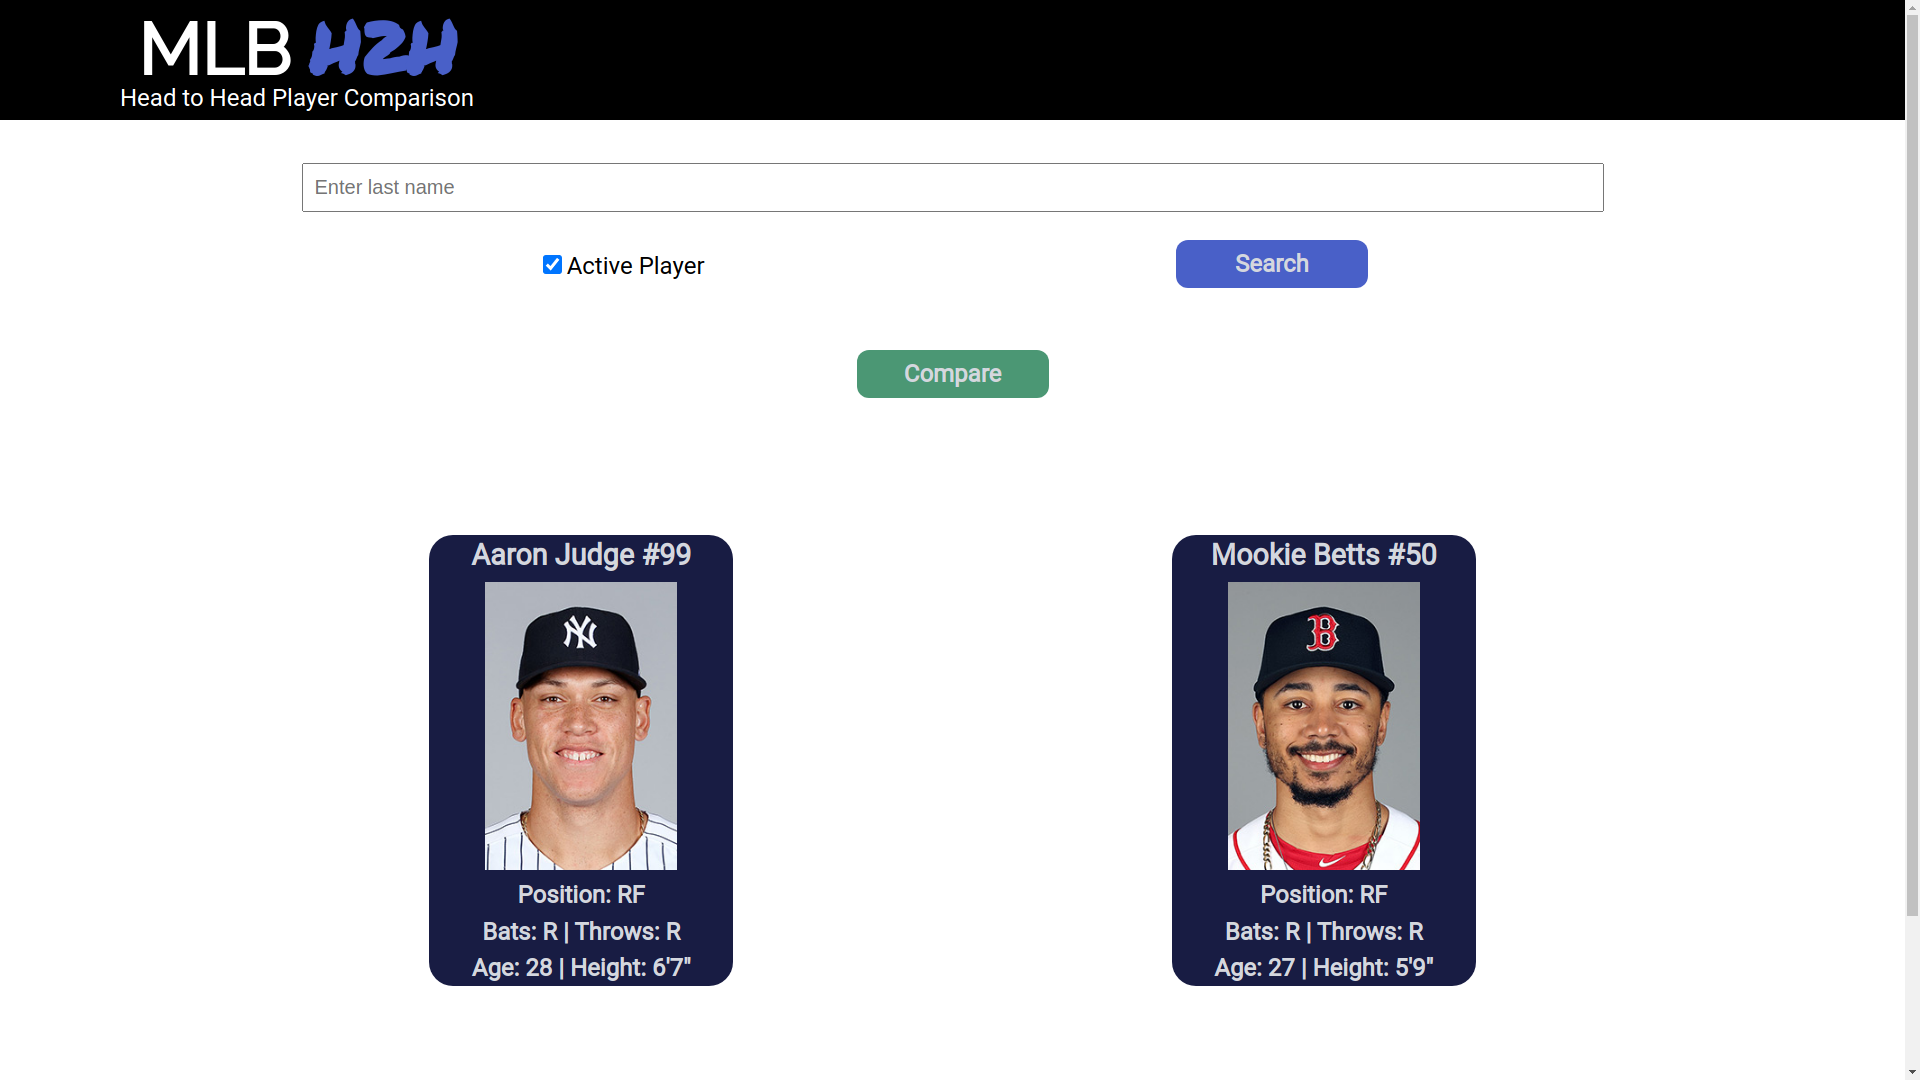 MLB H2H
Head to Head Player Comparison
Enter last name
Active Player
Search
Compare
Aaron Judge #99
NY
Position: RF
Bats: R | Throws: R
Age: 28 | Height: 6'7"
Mookie Betts #50
B
Position: RF
Bats: R | Throws: R
Age: 27 | Height: 5'9"